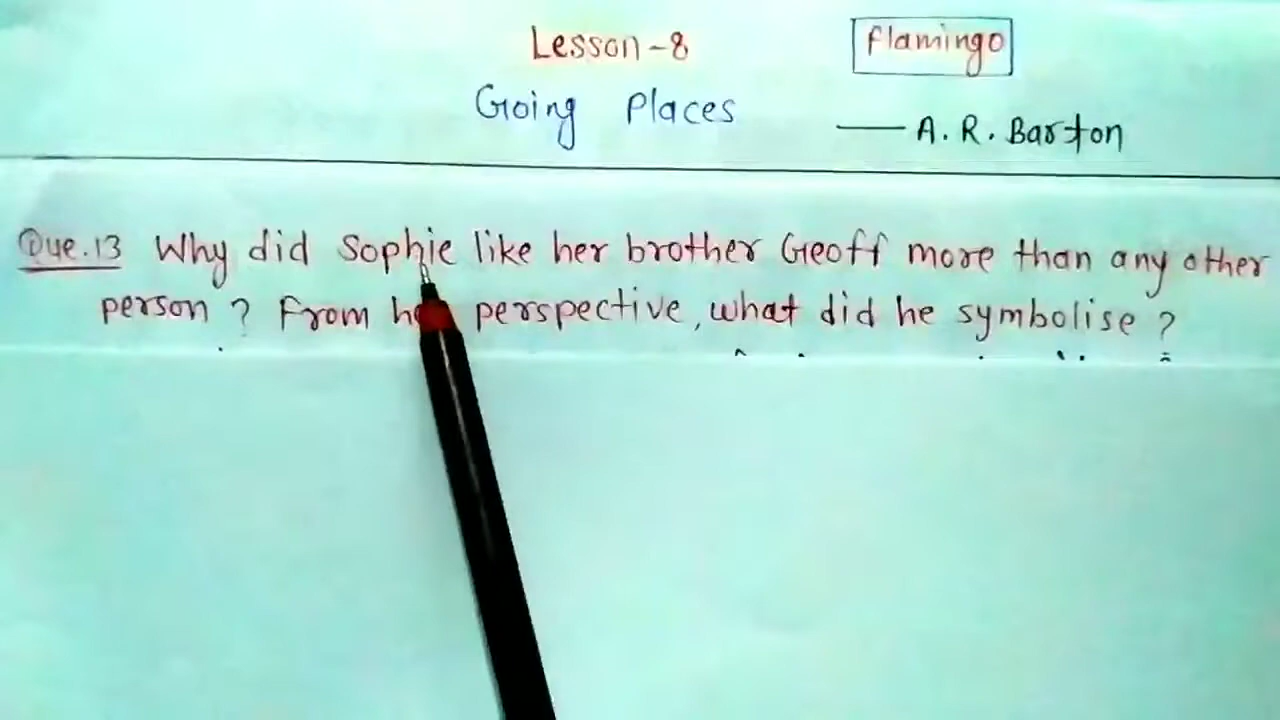 Lesson-8
Flamingo
Going Places
— A. R. Barton
Que.13 Why did Sophie like her brother Geoff more than any other
person? From perspective, what did he symbolise?